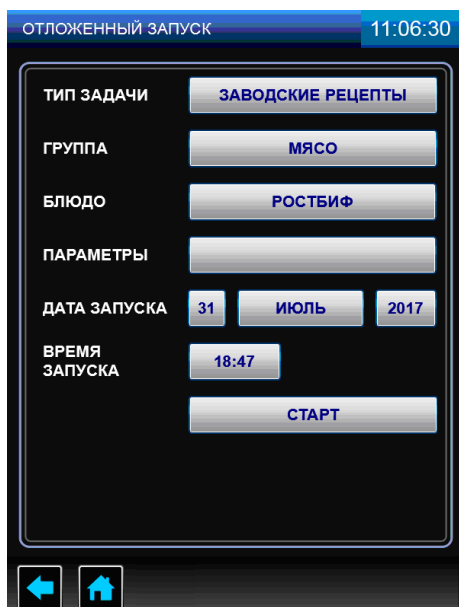 ОТЛОЖЕННЫЙ ЗАПУСК 11:06:30
ТИП ЗАДАЧИ ЗАВОДСКИЕ РЕЦЕПТЫ
ГРУППА МЯСО
БЛЮДО РОСТБИФ
ПАРАМЕТРЫ
ДАТА ЗАПУСКА 31 ИЮЛЬ 2017
ВРЕМЯ
ЗАПУСКА 18:47
СТАРТ